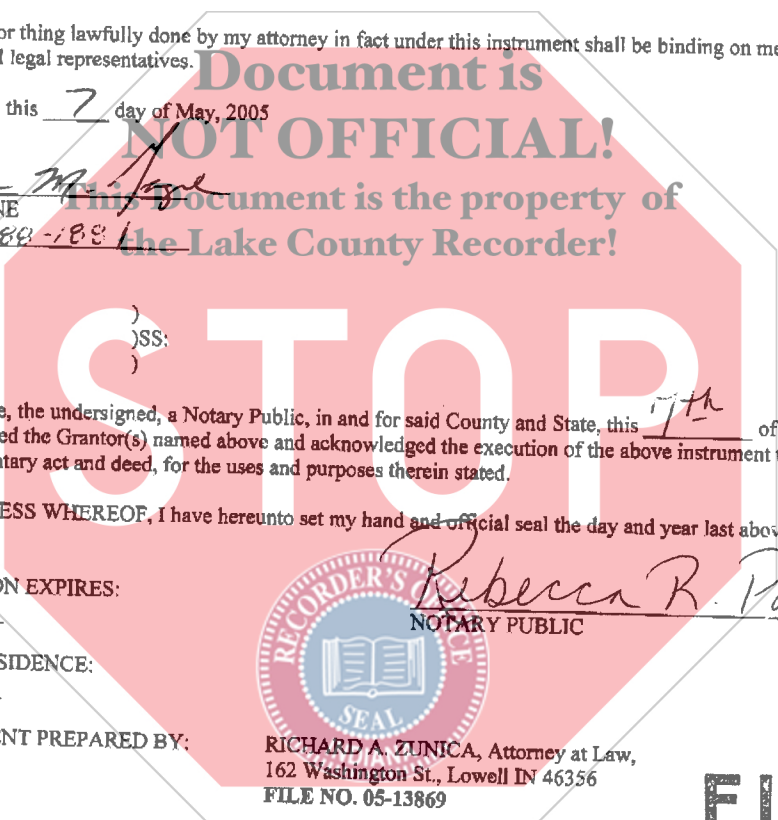 or thing lawfully done by my attorney in fact under this instrument shall be binding on me
legal representatives.
Document is
this 7 day of May, 2005
NOT OFFICIAL!
M.
This Document is the property of
NE
88-1881
the Lake County Recorder!
)
)SS:
)
STOP
, the undersigned, a Notary Public, in and for said County and State, this 7th of
ed the Grantor(s) named above and acknowledged the execution of the above instrument
ntary act and deed, for the uses and purposes therein stated.
ESS WHEREOF, I have hereunto set my hand and official seal the day and year last abov
RECORDER'S OFFICE
ON EXPIRES:
Rebecca R. P
NOTARY PUBLIC
SIDENCE:
SEAL
INDIANA
NT PREPARED BY:
RICHARD A. ZUNICA, Attorney at Law,
162 Washington St., Lowell IN 46356
FILE NO. 05-13869
FI